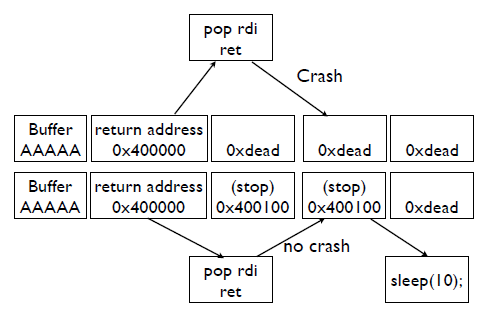 pop rdi
ret
Crash
Buffer
AAAAA
return address
0x400000
0xdead
0xdead
0xdead
Buffer
AAAAA
return address
0x400000
(stop)
0x400100
(stop)
0x400100
0xdead
no crash
pop rdi
ret
sleep(10);